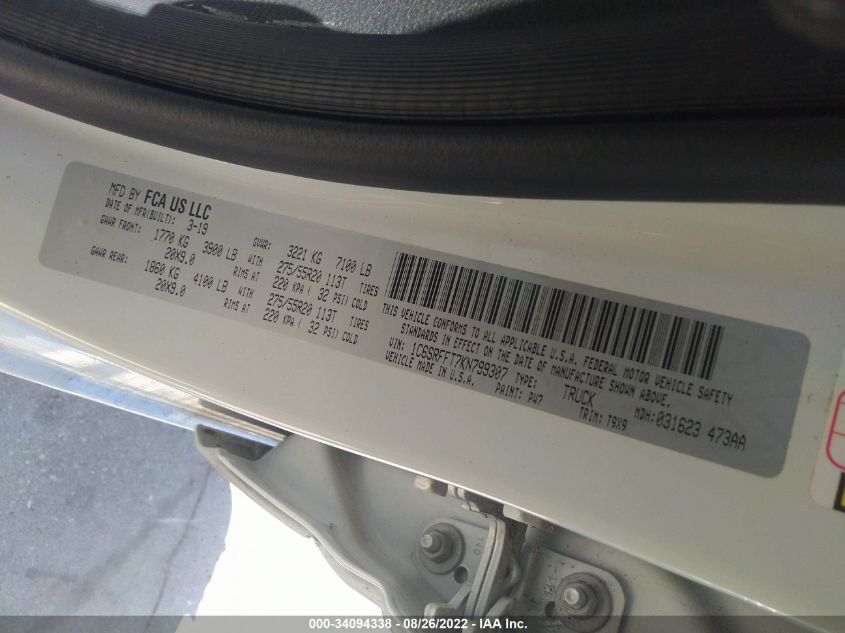 MFD BY FCA US LLC
DATE OF MFR(BUILT): 3-19
GVWR: 3221 KG 7100 LB
GAWR FRONT: 1770 KG 3900 LB WITH 275/55R20 113T TIRES
20X9.0 RIMS AT 220 KPA ( 32 PSI) COLD
GAWR REAR: 1860 KG 4100 LB WITH 275/55R20 113T TIRES
20X9.0 RIMS AT 220 KPA ( 32 PSI) COLD
THIS VEHICLE CONFORMS TO ALL APPLICABLE U.S.A. FEDERAL MOTOR VEHICLE SAFETY
STANDARDS IN EFFECT ON THE DATE OF MANUFACTURE SHOWN ABOVE.
VIN: 1C6SRFFT7KN799307 TYPE: TRUCK MDH: 031623 473AA
VEHICLE MADE IN U.S.A. PAINT: PW7 TRIM: T9X9
000-34094338 - 08/26/2022 - IAA Inc.